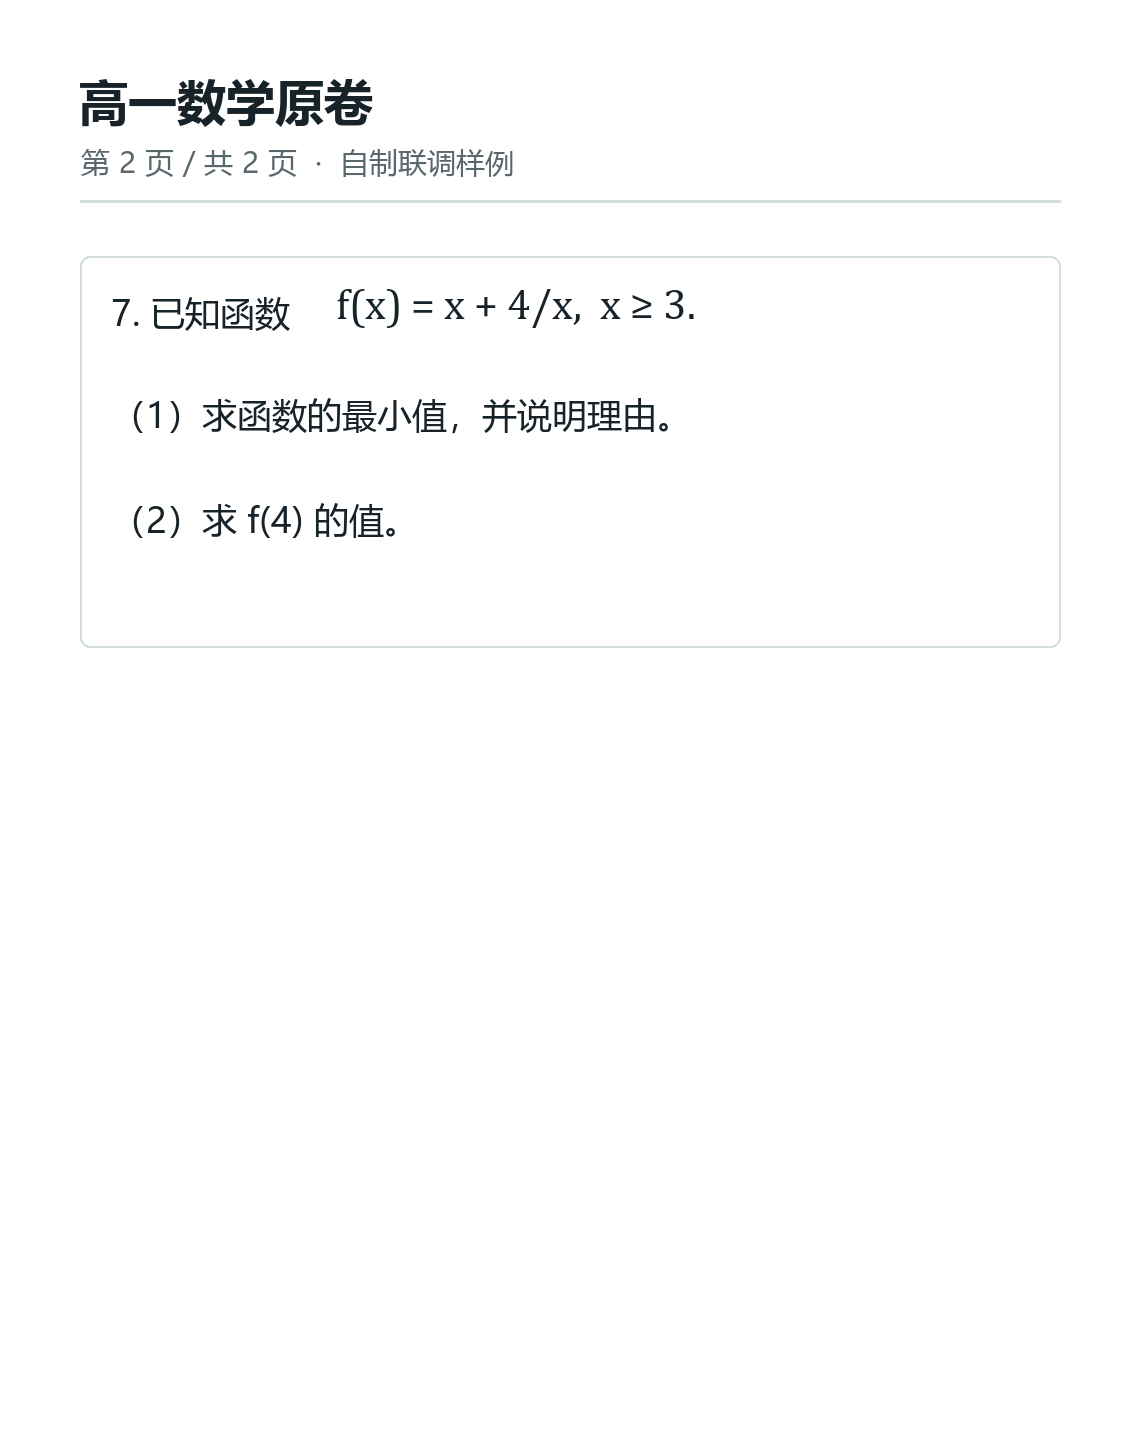 高一数学原卷
第 2 页 / 共 2 页 · 自制联调样例
7. 已知函数 f(x) = x + 4/x, x ≥ 3.
（1）求函数的最小值，并说明理由。
（2）求 f(4) 的值。